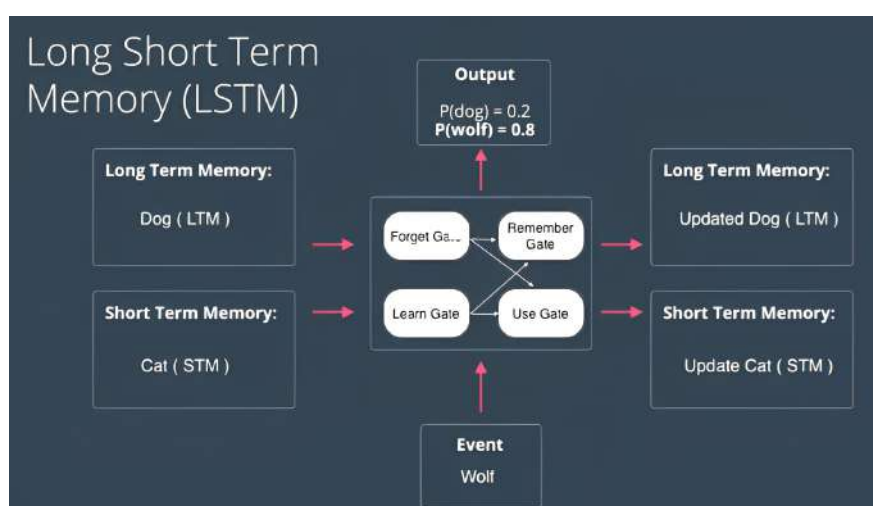 Long Short Term
Memory (LSTM)
Output
P(dog) = 0.2
P(wolf) = 0.8
Long Term Memory:
Dog ( LTM )
Long Term Memory:
Updated Dog ( LTM )
Forget
Remember
Gate
Learn Gate
Use Gate
Short Term Memory:
Cat ( STM )
Short Term Memory:
Update Cat ( STM )
Event
Wolf